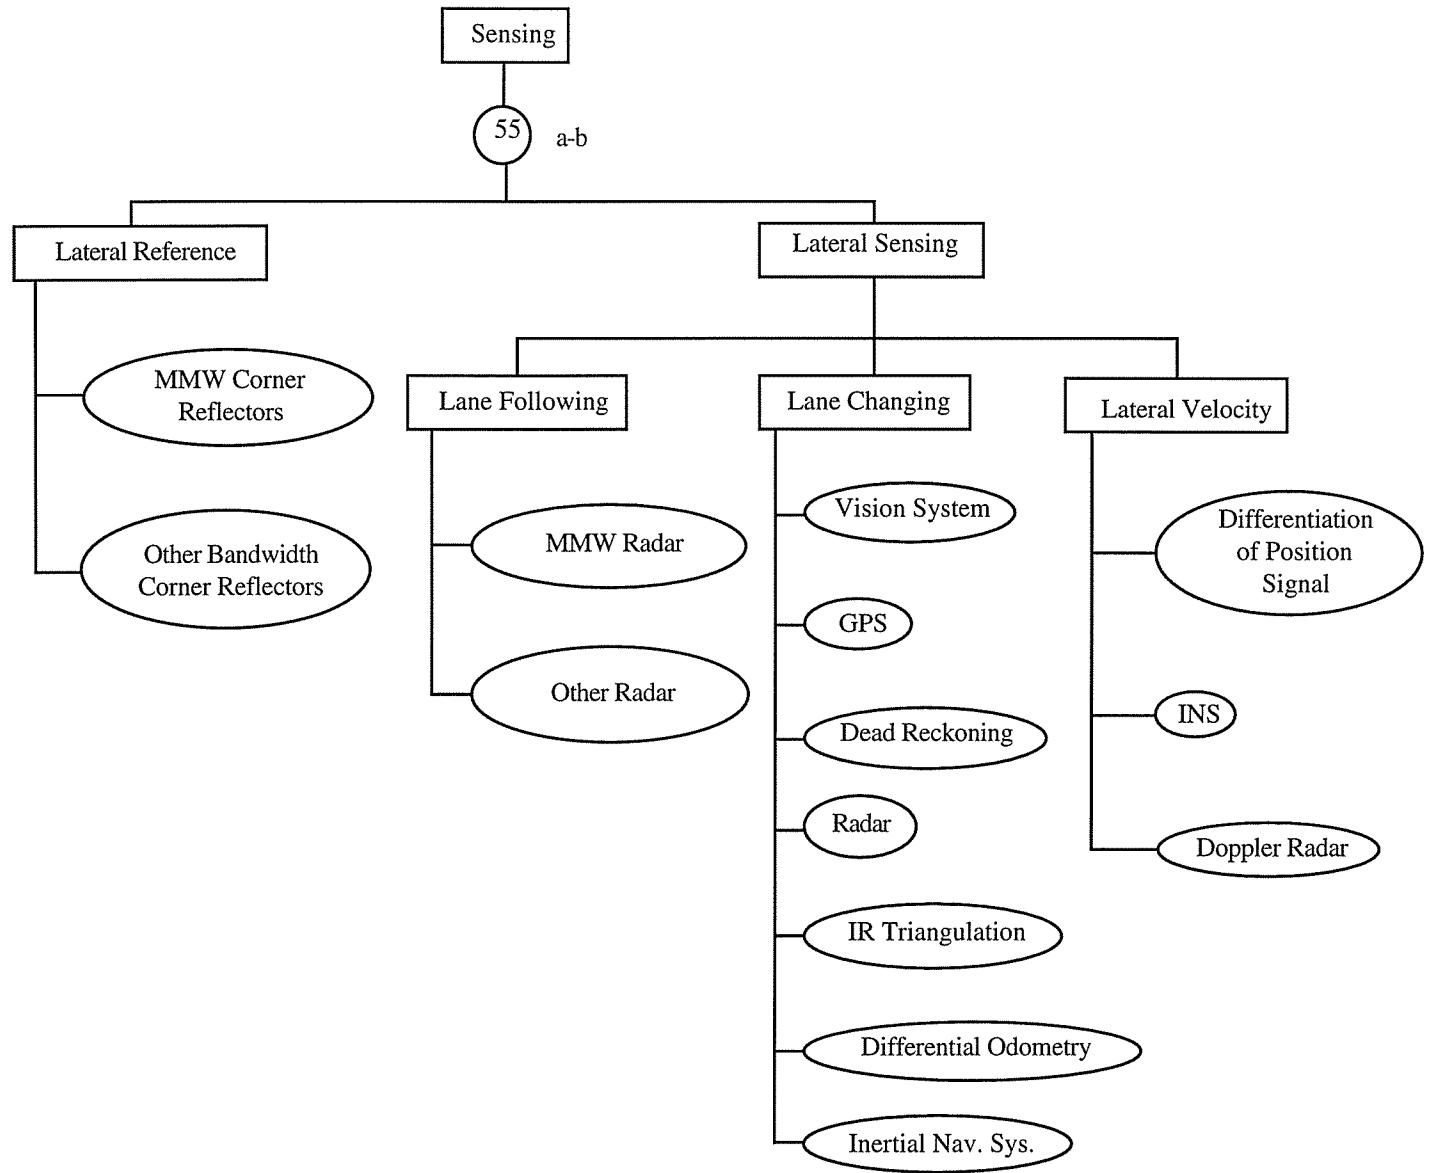 Sensing
55
a-b
Lateral Reference
Lateral Sensing
MMW Corner
Reflectors
Other Bandwidth
Corner Reflectors
Lane Following
MMW Radar
Other Radar
Lane Changing
Vision System
GPS
Dead Reckoning
Radar
IR Triangulation
Differential Odometry
Inertial Nav. Sys.
Lateral Velocity
Differentiation
of Position
Signal
INS
Doppler Radar